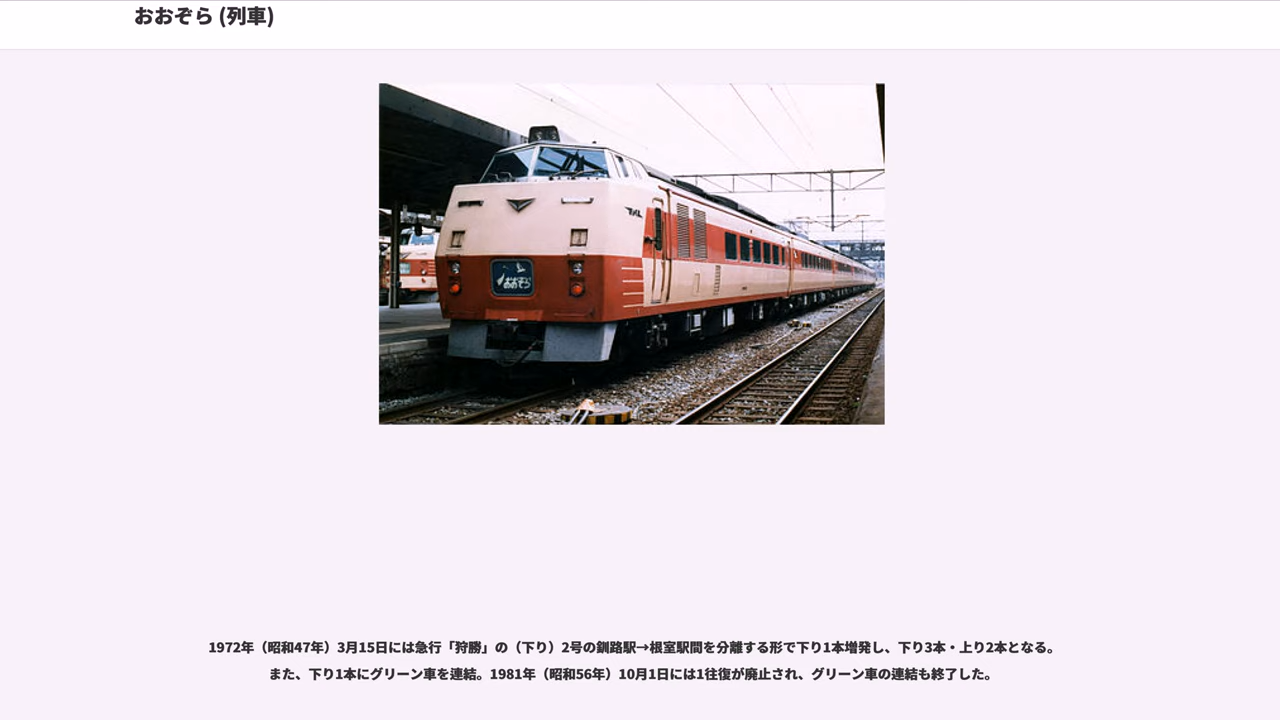 おおぞら (列車)
おおぞら
1972年（昭和47年）3月15日には急行「狩勝」の（下り）2号の釧路駅→根室駅間を分離する形で下り1本増発し、下り3本・上り2本となる。
また、下り1本にグリーン車を連結。1981年（昭和56年）10月1日には1往復が廃止され、グリーン車の連結も終了した。